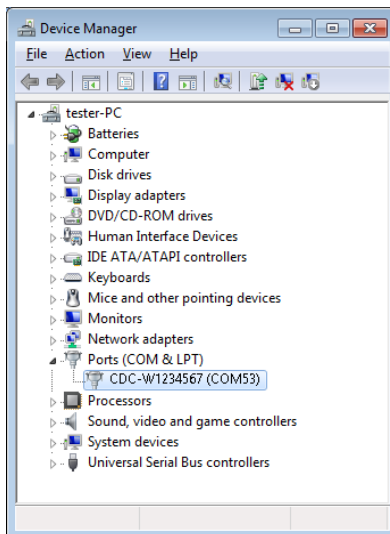 Device Manager
File Action View Help
tester-PC
Batteries
Computer
Disk drives
Display adapters
DVD/CD-ROM drives
Human Interface Devices
IDE ATA/ATAPI controllers
Keyboards
Mice and other pointing devices
Monitors
Network adapters
Ports (COM & LPT)
CDC-W1234567 (COM53)
Processors
Sound, video and game controllers
System devices
Universal Serial Bus controllers